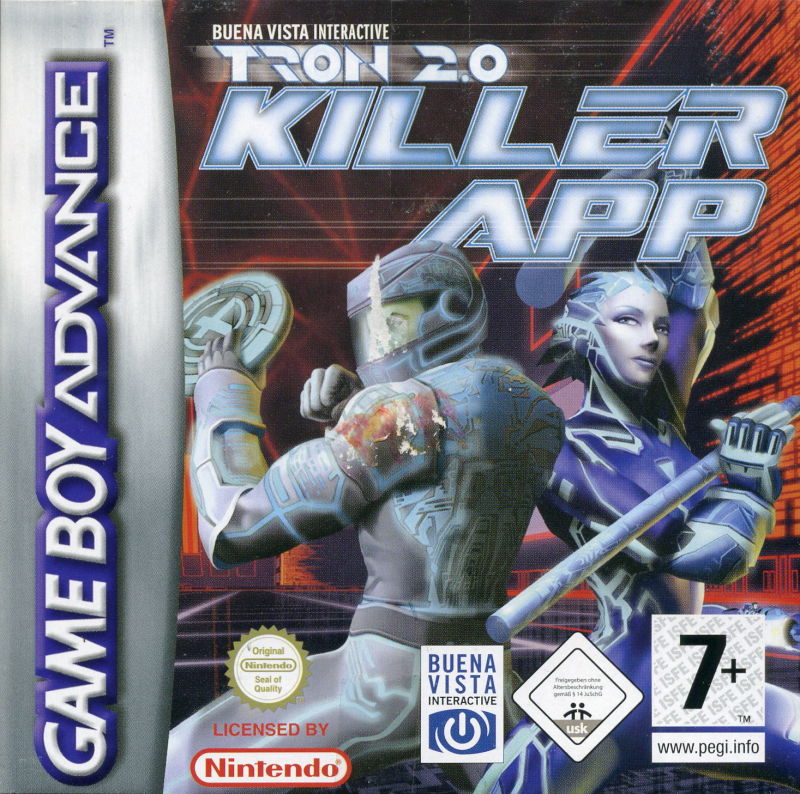 GAME BOY ADVANCE™
BUENA VISTA INTERACTIVE
TRON 2.0
KILLER
APP
Original
Nintendo
Seal of
Quality
TM
LICENSED BY
Nintendo®
BUENA
VISTA
INTERACTIVE
Freigegeben ohne
Altersbeschränkung
gemäß § 14 JuSchG
usk
ISFE
7+
TM
www.pegi.info